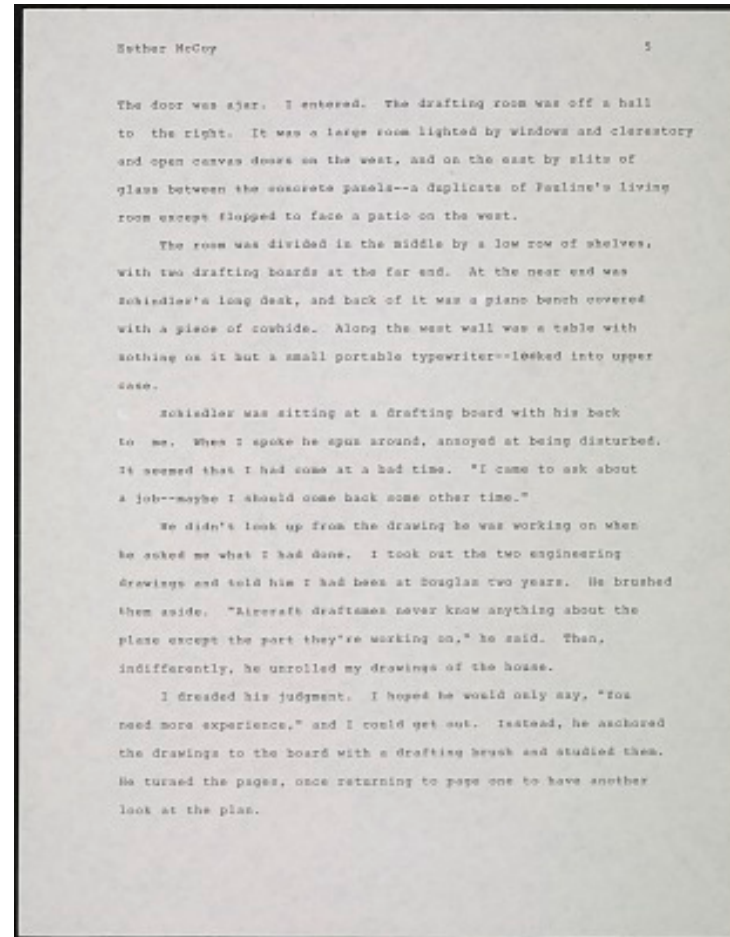 Esther McCoy 5
The door was ajar. I entered. The drafting room was off a hall
to the right. It was a large room lighted by windows and clerestory
and open canvas doors on the west, and on the east by slits of
glass between the concrete panels--a duplicate of Pauline's living
room except flopped to face a patio on the west.
The room was divided in the middle by a low row of shelves,
with two drafting boards at the far end. At the near end was
Schindler's long desk, and back of it was a piano bench covered
with a piece of cowhide. Along the west wall was a table with
nothing on it but a small portable typewriter--locked into upper
case.
Schindler was sitting at a drafting board with his back
to me. When I spoke he spun around, annoyed at being disturbed.
It seemed that I had come at a bad time. "I came to ask about
a job--maybe I should come back some other time."
He didn't look up from the drawing he was working on when
he asked me what I had done. I took out the two engineering
drawings and told him I had been at Douglas two years. He brushed
them aside. "Aircraft draftsmen never know anything about the
plane except the part they're working on," he said. Then,
indifferently, he unrolled my drawings of the house.
I dreaded his judgment. I hoped he would only say, "You
need more experience," and I could get out. Instead, he anchored
the drawings to the board with a drafting brush and studied them.
He turned the pages, once returning to page one to have another
look at the plan.